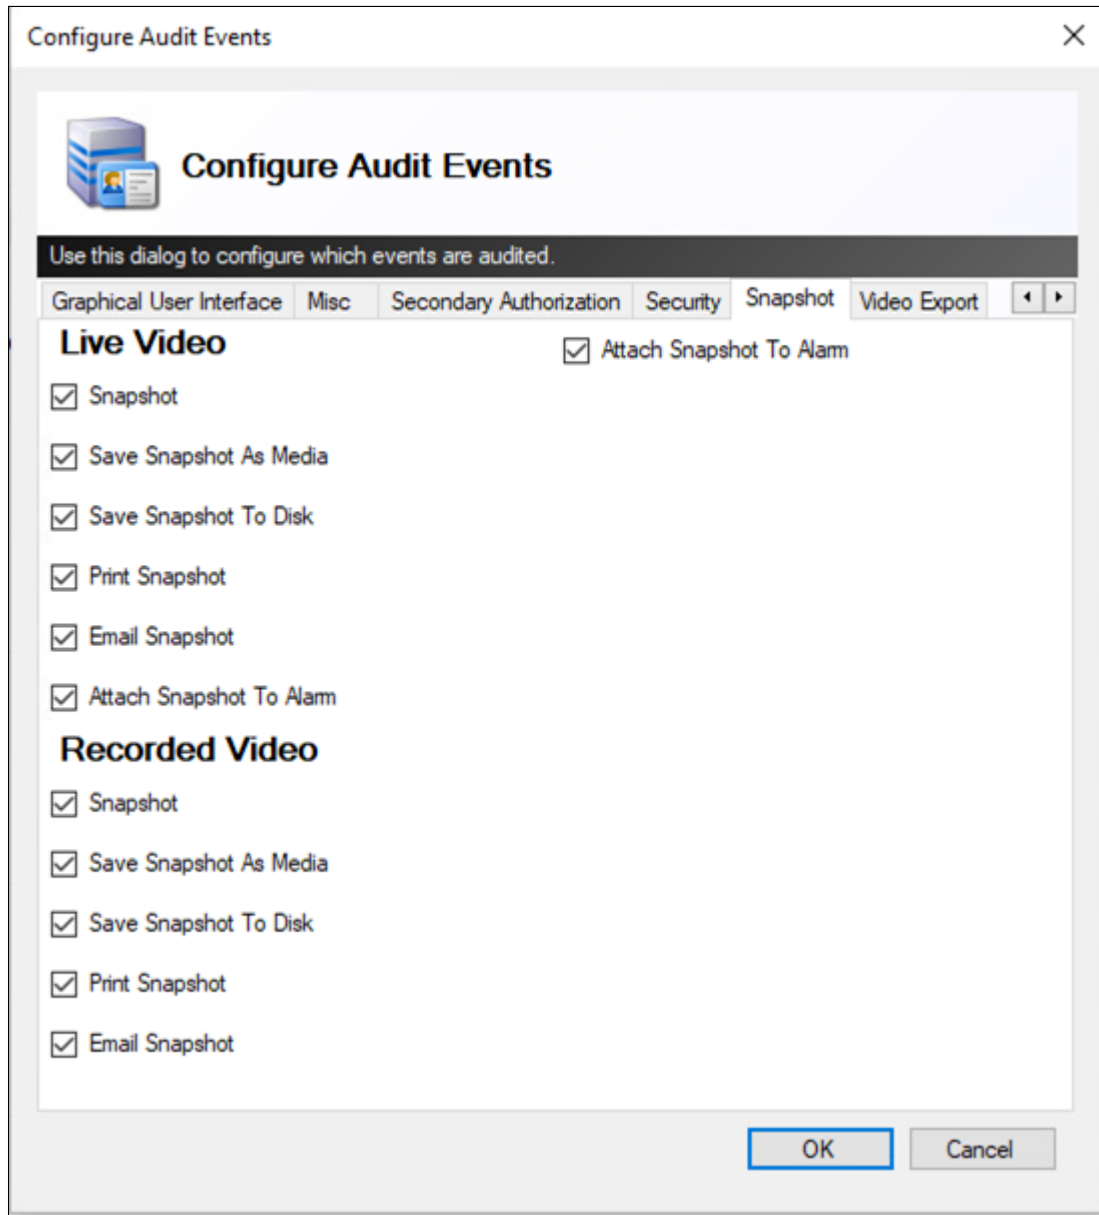 Configure Audit Events
Configure Audit Events
Use this dialog to configure which events are audited.
Graphical User Interface Misc Secondary Authorization Security Snapshot Video Export
Live Video
Attach Snapshot To Alarm
Snapshot
Save Snapshot As Media
Save Snapshot To Disk
Print Snapshot
Email Snapshot
Attach Snapshot To Alarm
Recorded Video
Snapshot
Save Snapshot As Media
Save Snapshot To Disk
Print Snapshot
Email Snapshot
OK Cancel